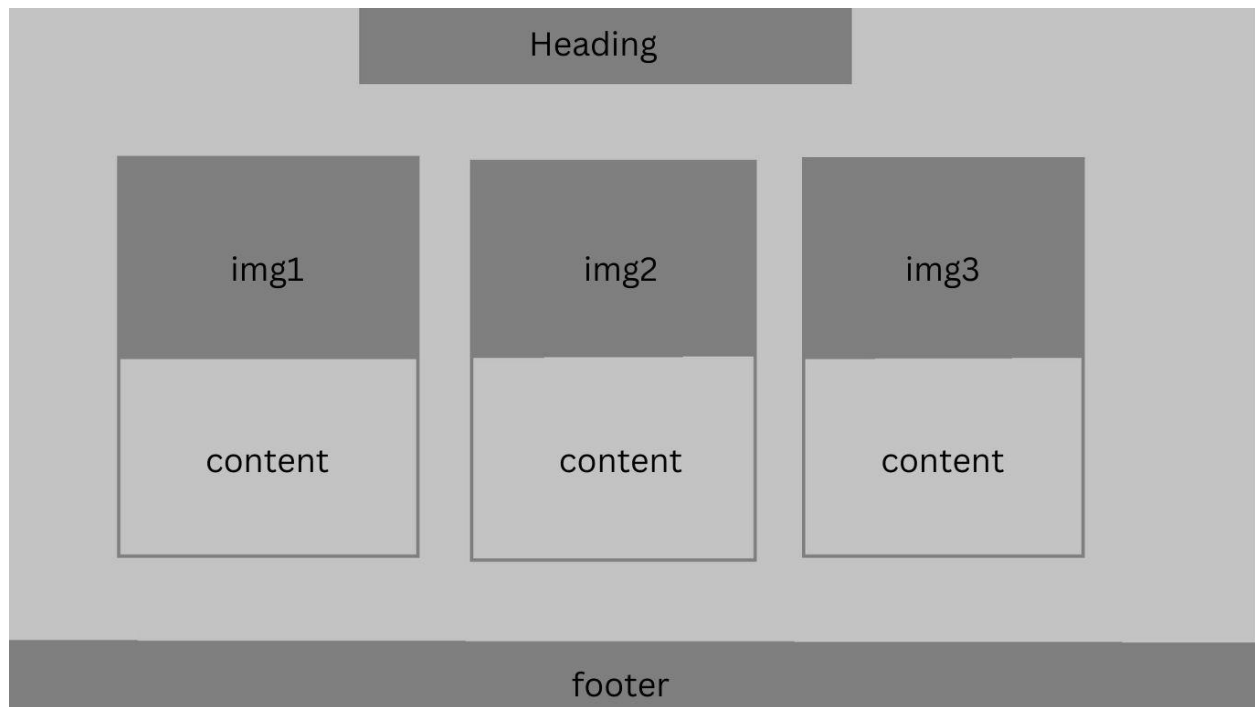 Heading
img1
img2
img3
content
content
content
footer